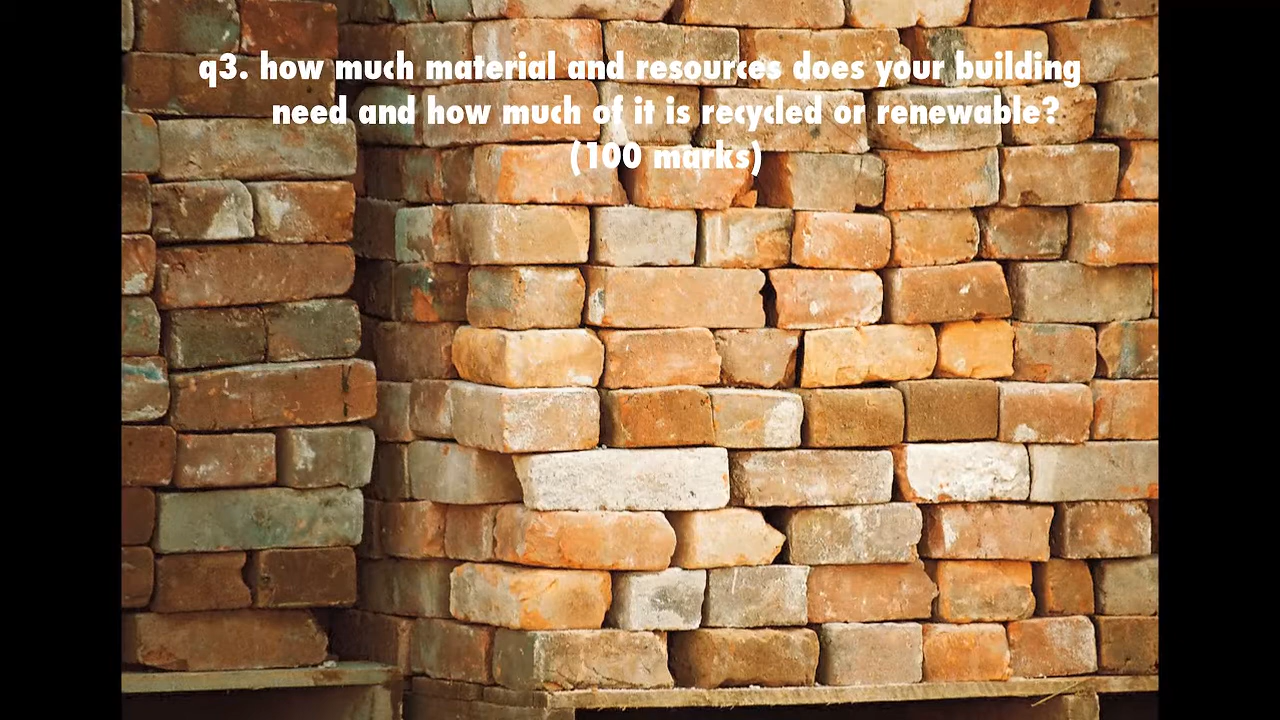 q3. how much material and resources does your building
need and how much of it is recycled or renewable?
(100 marks)